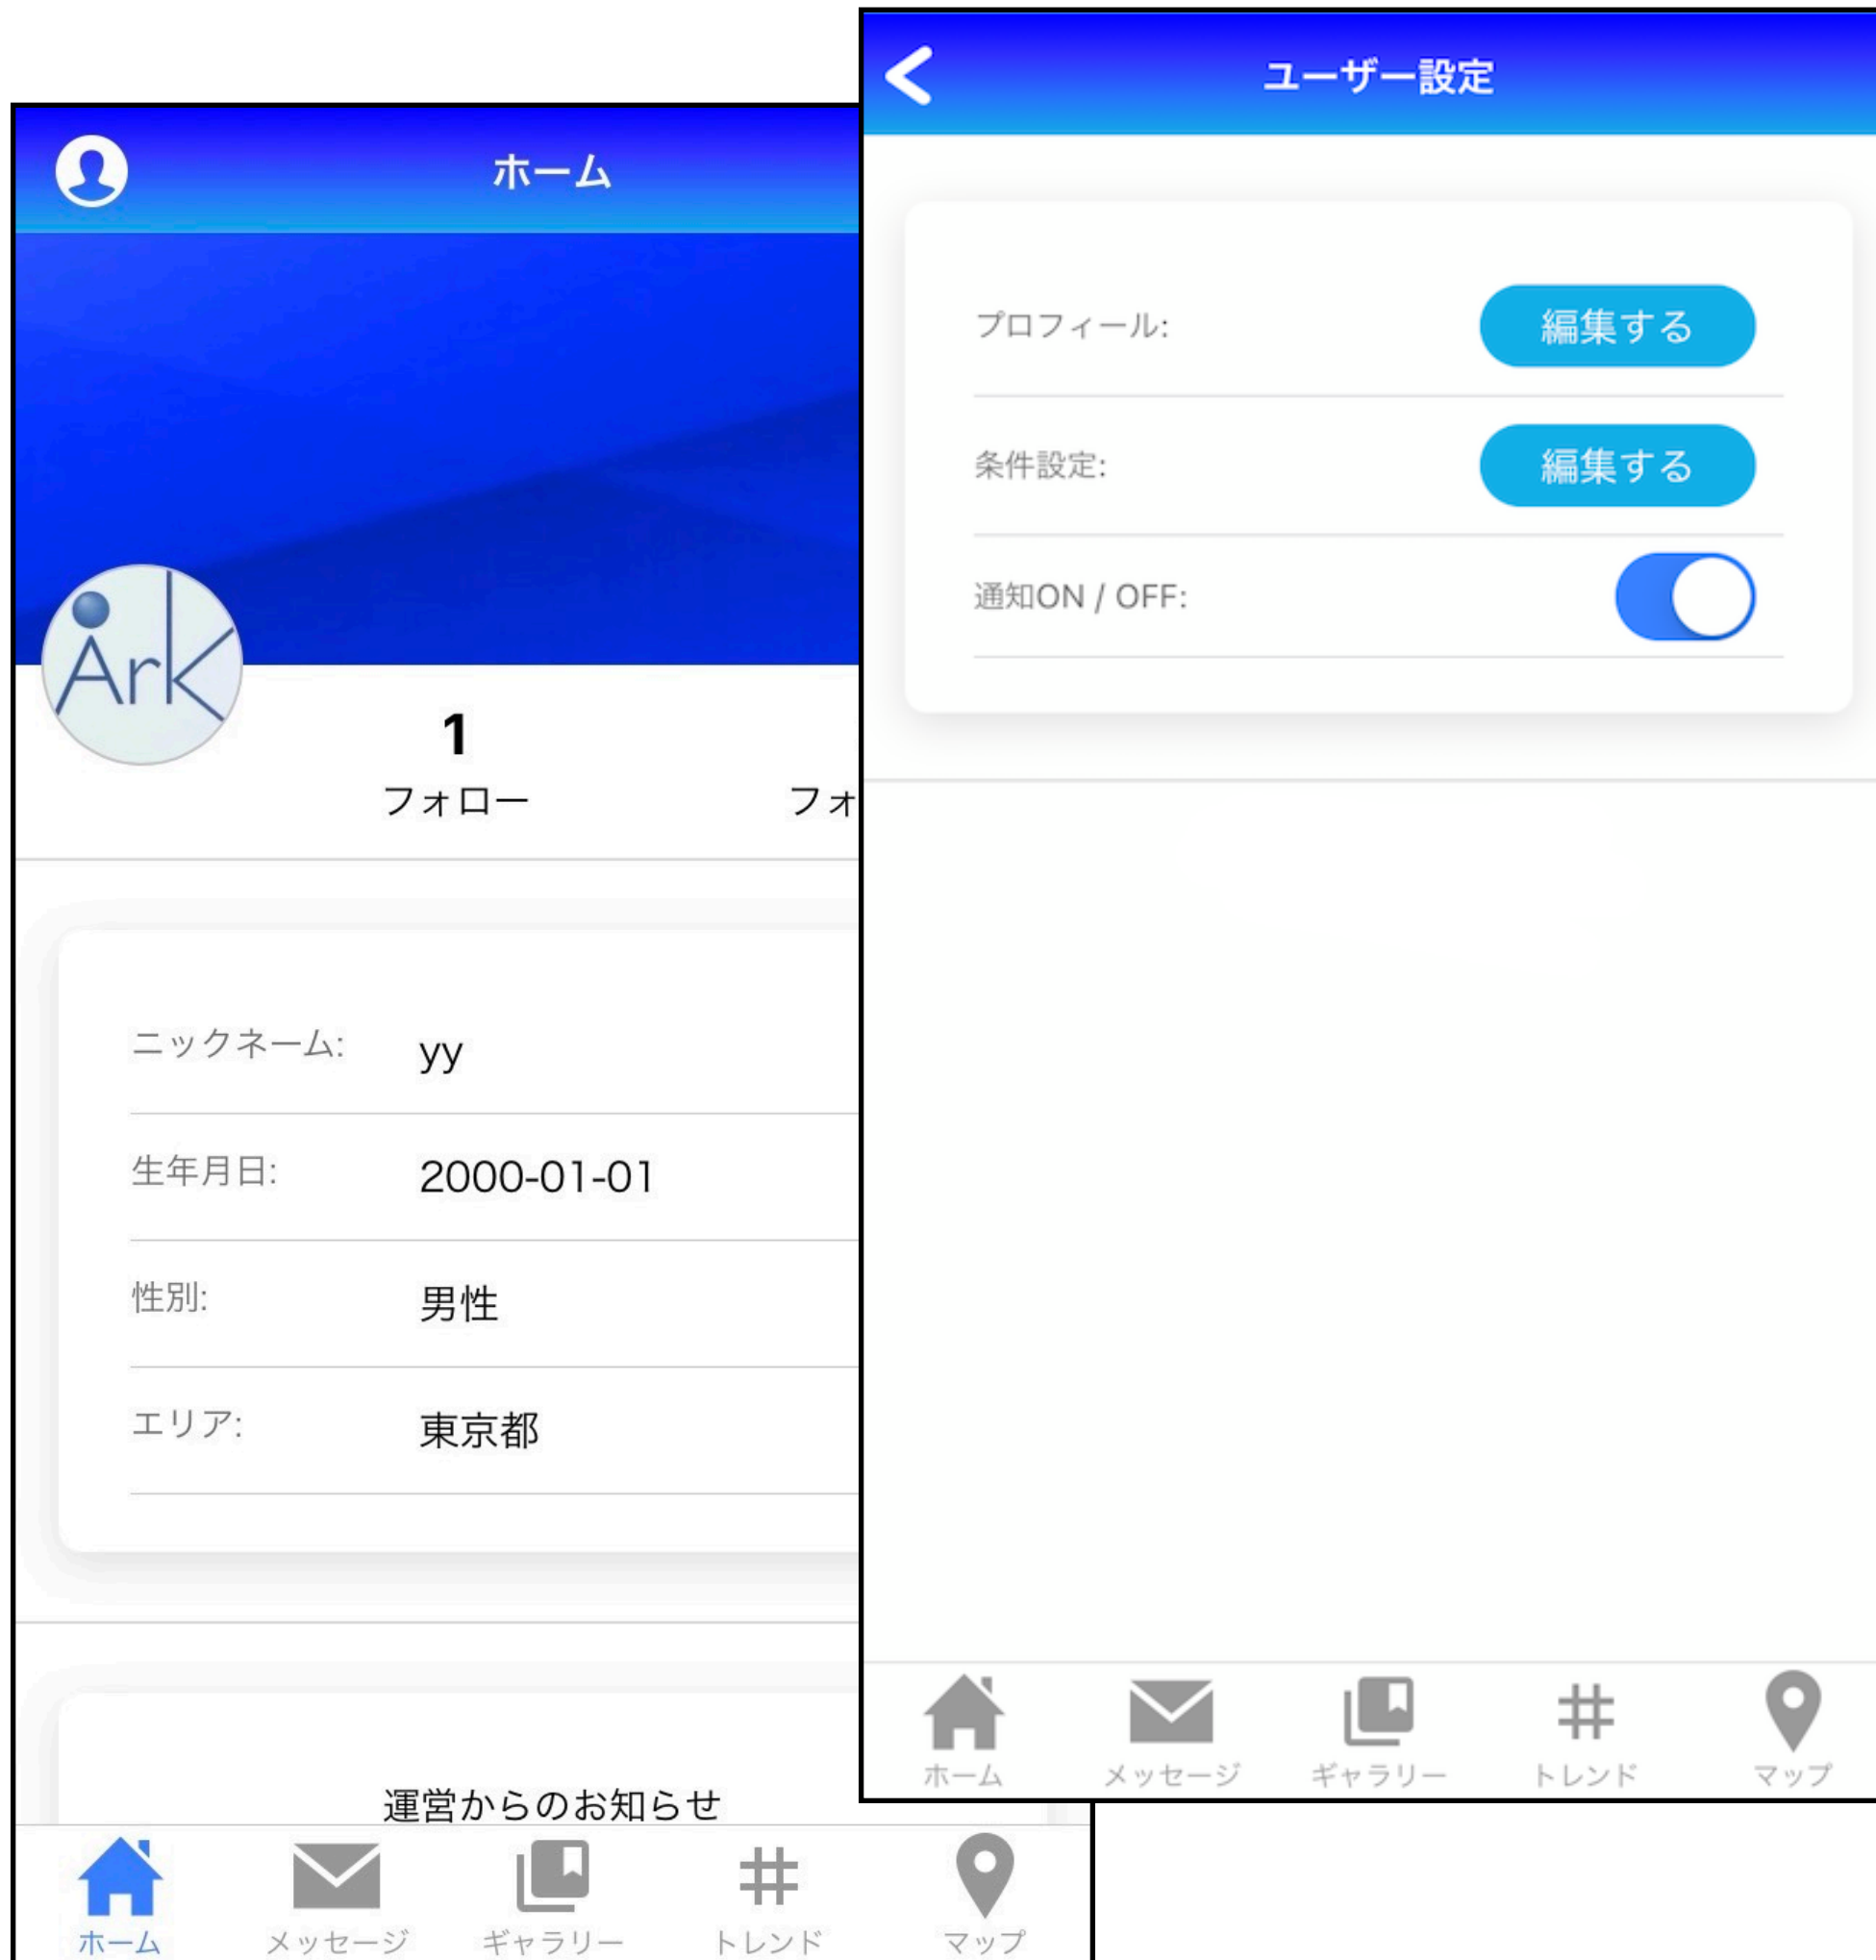 ホーム
Ark
1
フォロー
フォ
ニックネーム: yy
生年月日: 2000-01-01
性別: 男性
エリア: 東京都
運営からのお知らせ
ホーム メッセージ ギャラリー トレンド マップ
ユーザー設定
プロフィール: 編集する
条件設定: 編集する
通知ON / OFF:
ホーム メッセージ ギャラリー トレンド マップ